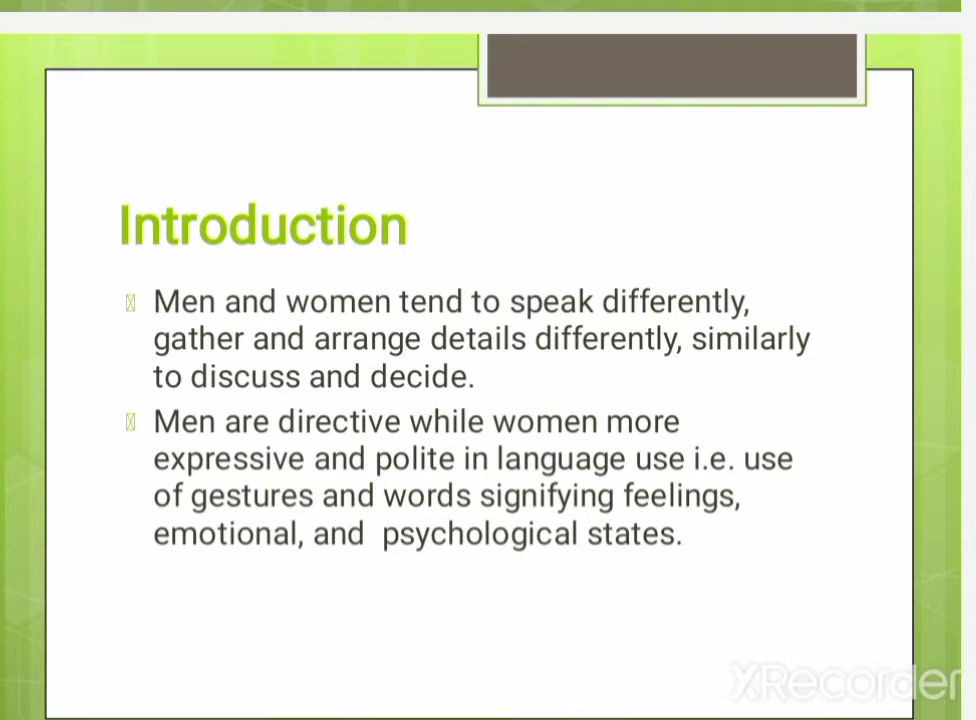 Introduction
Men and women tend to speak differently,
gather and arrange details differently, similarly
to discuss and decide.
Men are directive while women more
expressive and polite in language use i.e. use
of gestures and words signifying feelings,
emotional, and  psychological states.
XRecorder